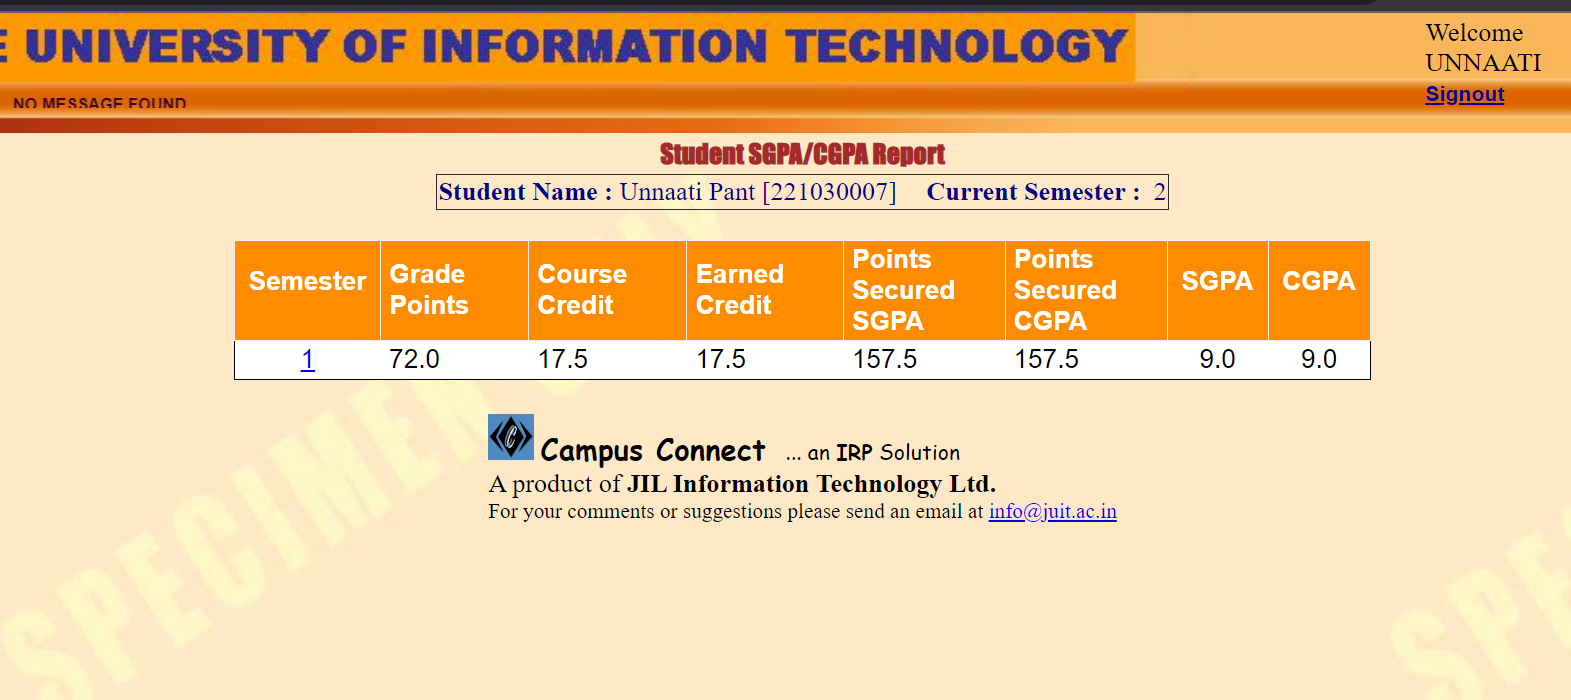 E UNIVERSITY OF INFORMATION TECHNOLOGY
Welcome
UNNAATI
Signout
NO MESSAGE FOUND
Student SGPA/CGPA Report
Student Name : Unnaati Pant [221030007] Current Semester : 2
Semester Grade Points Course Credit Earned Credit Points Secured SGPA Points Secured CGPA SGPA CGPA
1 72.0 17.5 17.5 157.5 157.5 9.0 9.0
C Campus Connect ... an IRP Solution
A product of JIL Information Technology Ltd.
For your comments or suggestions please send an email at info@juit.ac.in
SPECIMEN
SPE